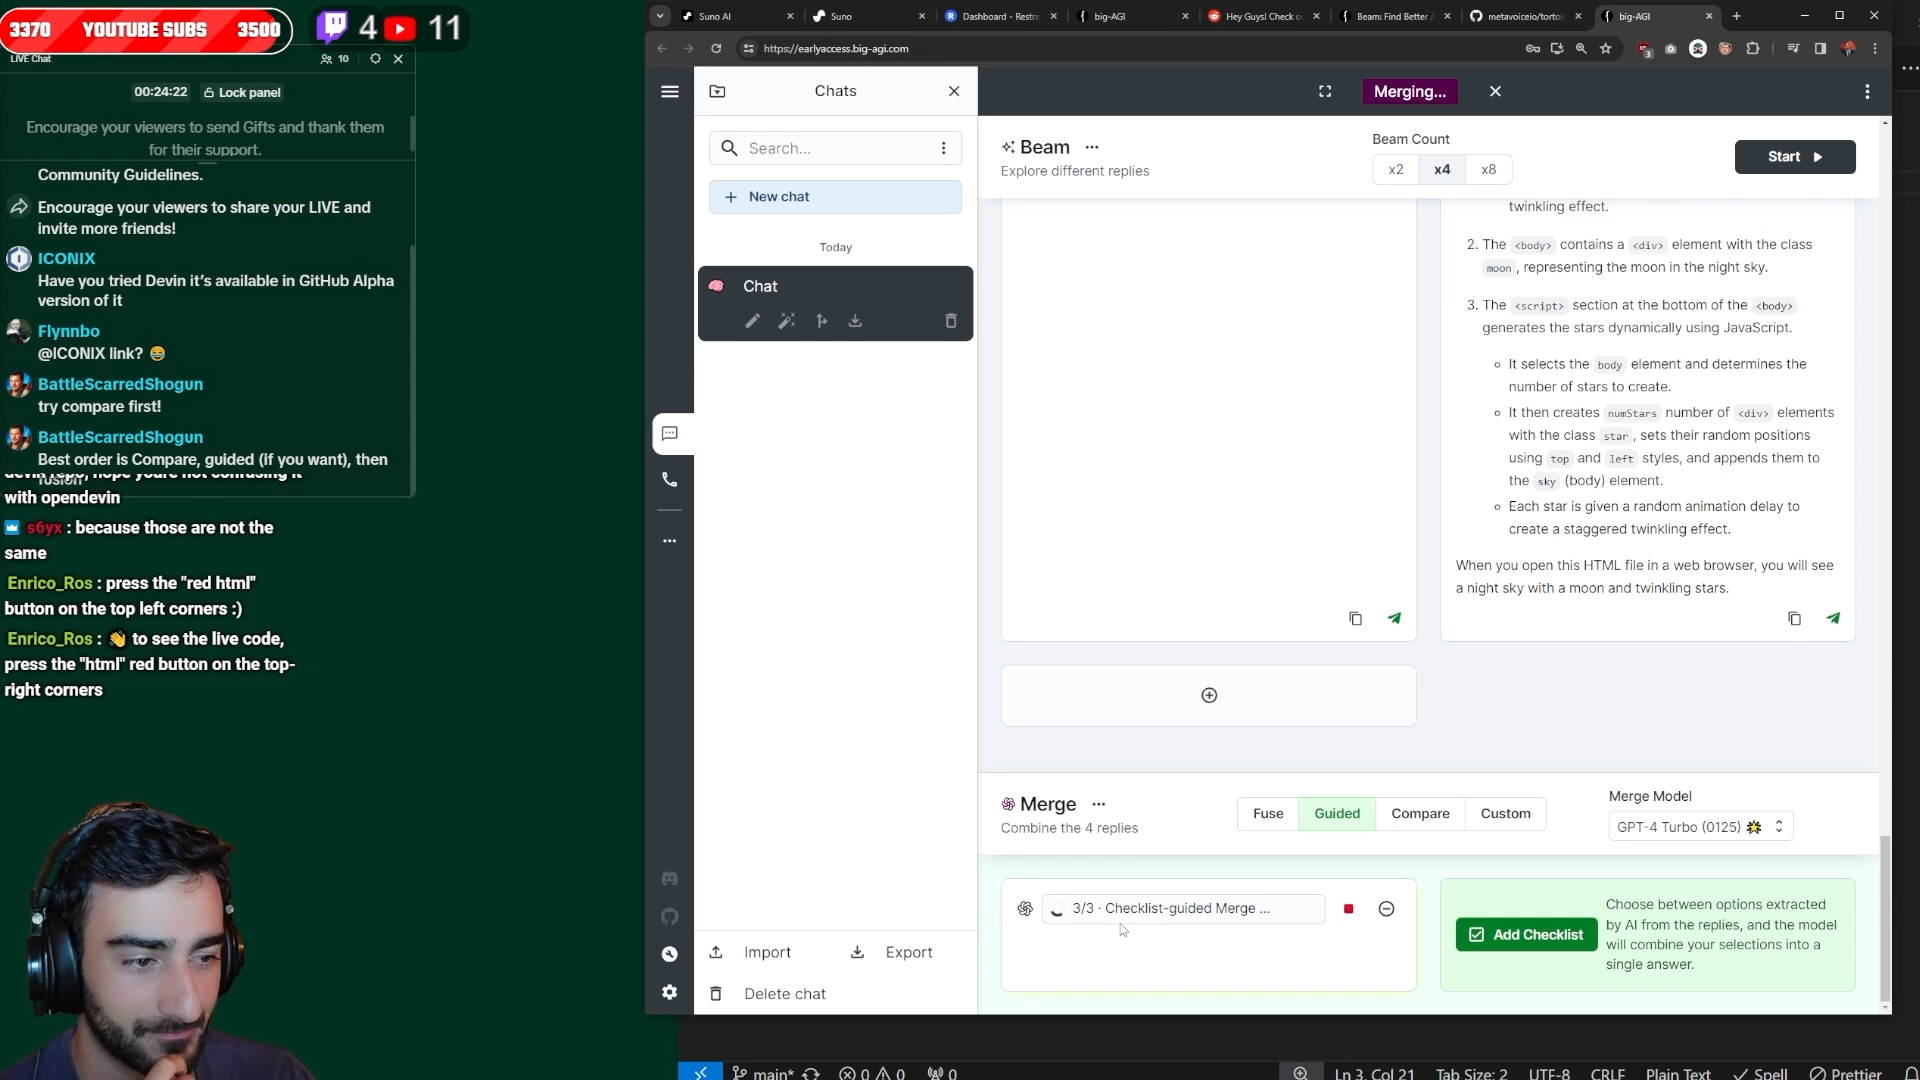 3370 YOUTUBE SUBS 3500
4
11
LIVE Chat
10
00:24:22
Lock panel
Encourage your viewers to send Gifts and thank them
for their support.
Community Guidelines.
Encourage your viewers to share your LIVE and
invite more friends!
ICONIX
Have you tried Devin it's available in GitHub Alpha
version of it
Flynnbo
@ICONIX link? 😂
BattleScarredShogun
try compare first!
BattleScarredShogun
Best order is Compare, guided (if you want), then
fusion
devin repo, hope youre not confusing it
with opendevin
s6yx : because those are not the
same
Enrico_Ros : press the "red html"
button on the top left corners :)
Enrico_Ros : 👋 to see the live code,
press the "html" red button on the top-
right corners
Suno AI
Suno
Dashboard - Restre
big-AGI
Hey Guys! Check o
Beam: Find Better A
metavoiceio/tortoi
big-AGI
https://earlyaccess.big-agi.com
3
Chats
Search...
New chat
Today
Chat
Import
Export
Delete chat
Merging...
Beam ...
Explore different replies
Beam Count
x2
x4
x8
Start
twinkling effect.
2. The <body> contains a <div> element with the class
moon , representing the moon in the night sky.
3. The <script> section at the bottom of the <body>
generates the stars dynamically using JavaScript.
It selects the body element and determines the
number of stars to create.
It then creates numStars number of <div> elements
with the class star , sets their random positions
using top and left styles, and appends them to
the sky (body) element.
Each star is given a random animation delay to
create a staggered twinkling effect.
When you open this HTML file in a web browser, you will see
a night sky with a moon and twinkling stars.
Merge ...
Combine the 4 replies
Fuse
Guided
Compare
Custom
Merge Model
GPT-4 Turbo (0125) 🌟
3/3 · Checklist-guided Merge ...
Add Checklist
Choose between options extracted
by AI from the replies, and the model
will combine your selections into a
single answer.
main*
0
0
0
Ln 3, Col 21
Tab Size: 2
UTF-8
CRLF
Plain Text
Spell
Prettier